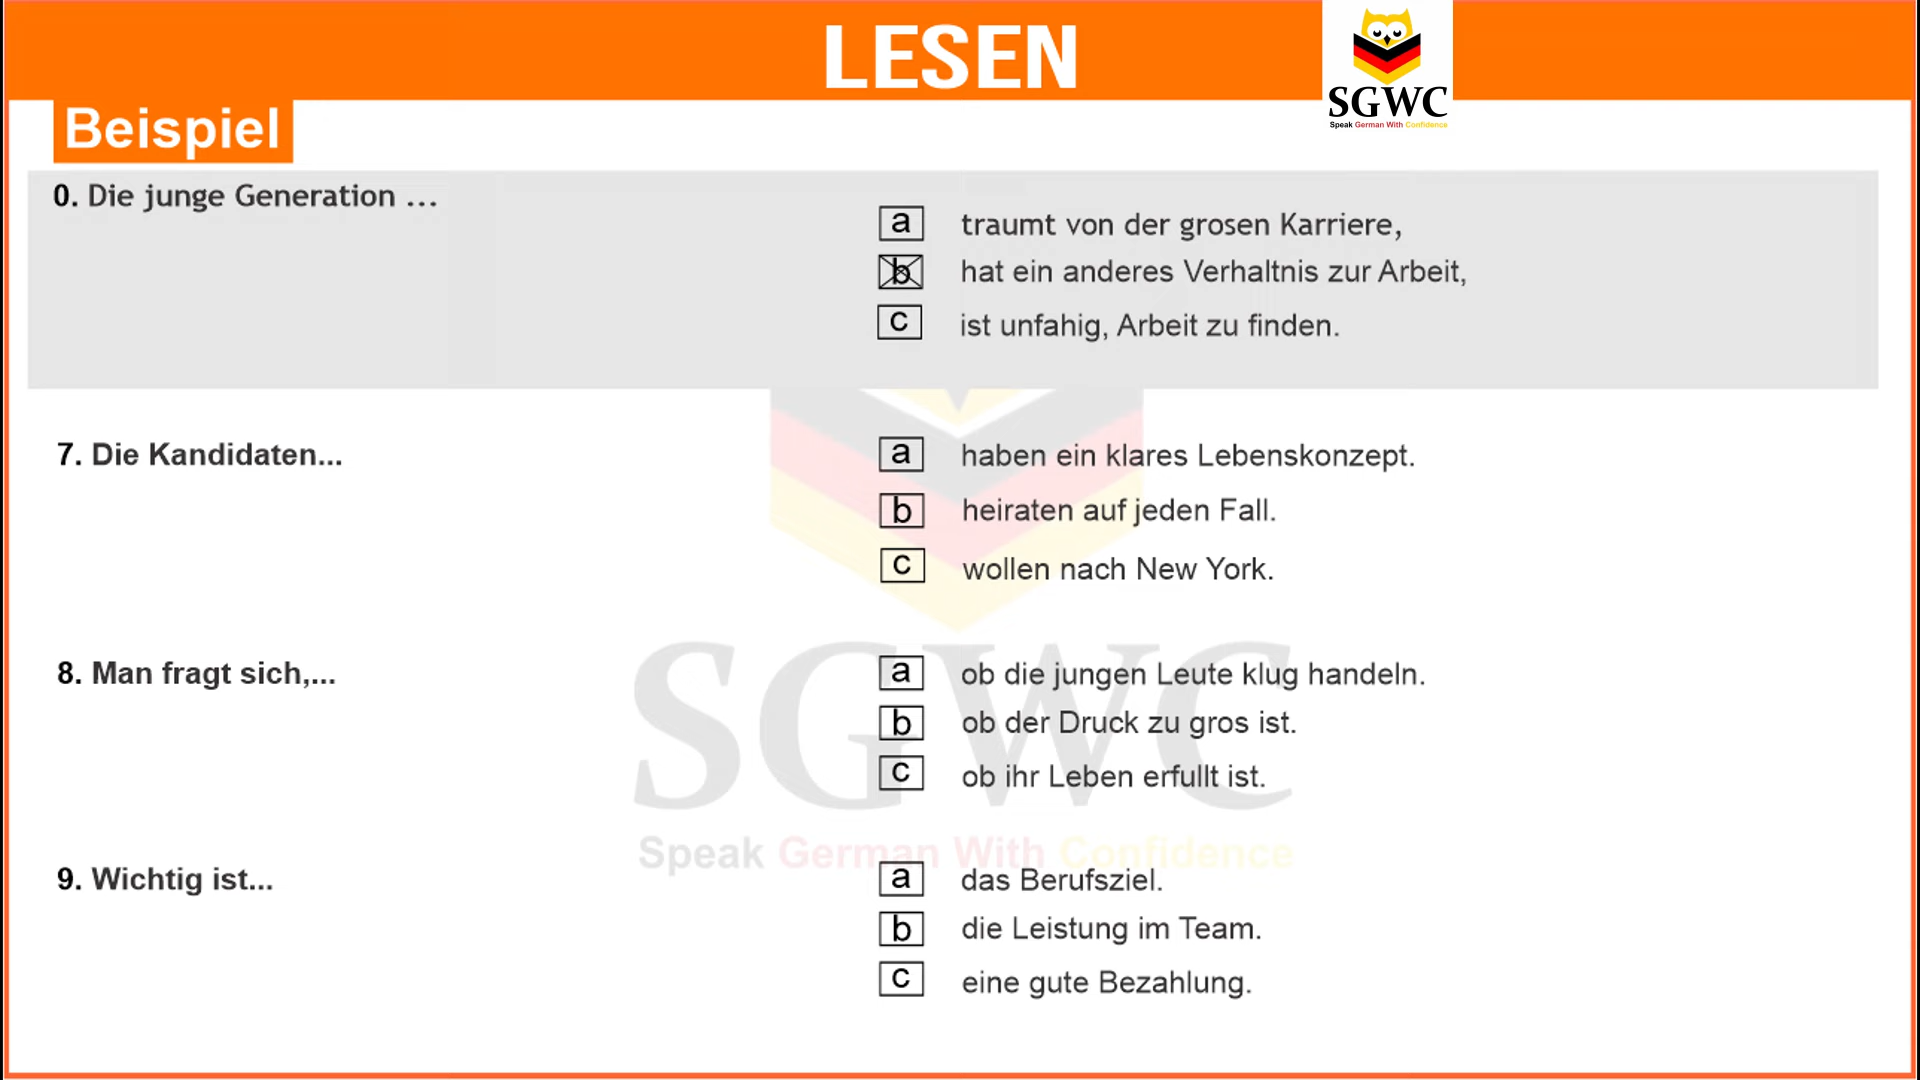 LESEN
SGWC
Speak German With Confidence
Beispiel
0. Die junge Generation ...
a traumt von der grosen Karriere,
b hat ein anderes Verhaltnis zur Arbeit,
c ist unfahig, Arbeit zu finden.
7. Die Kandidaten...
a haben ein klares Lebenskonzept.
b heiraten auf jeden Fall.
c wollen nach New York.
8. Man fragt sich,...
a ob die jungen Leute klug handeln.
b ob der Druck zu gros ist.
c ob ihr Leben erfullt ist.
SGWC
Speak German With Confidence
9. Wichtig ist...
a das Berufsziel.
b die Leistung im Team.
c eine gute Bezahlung.